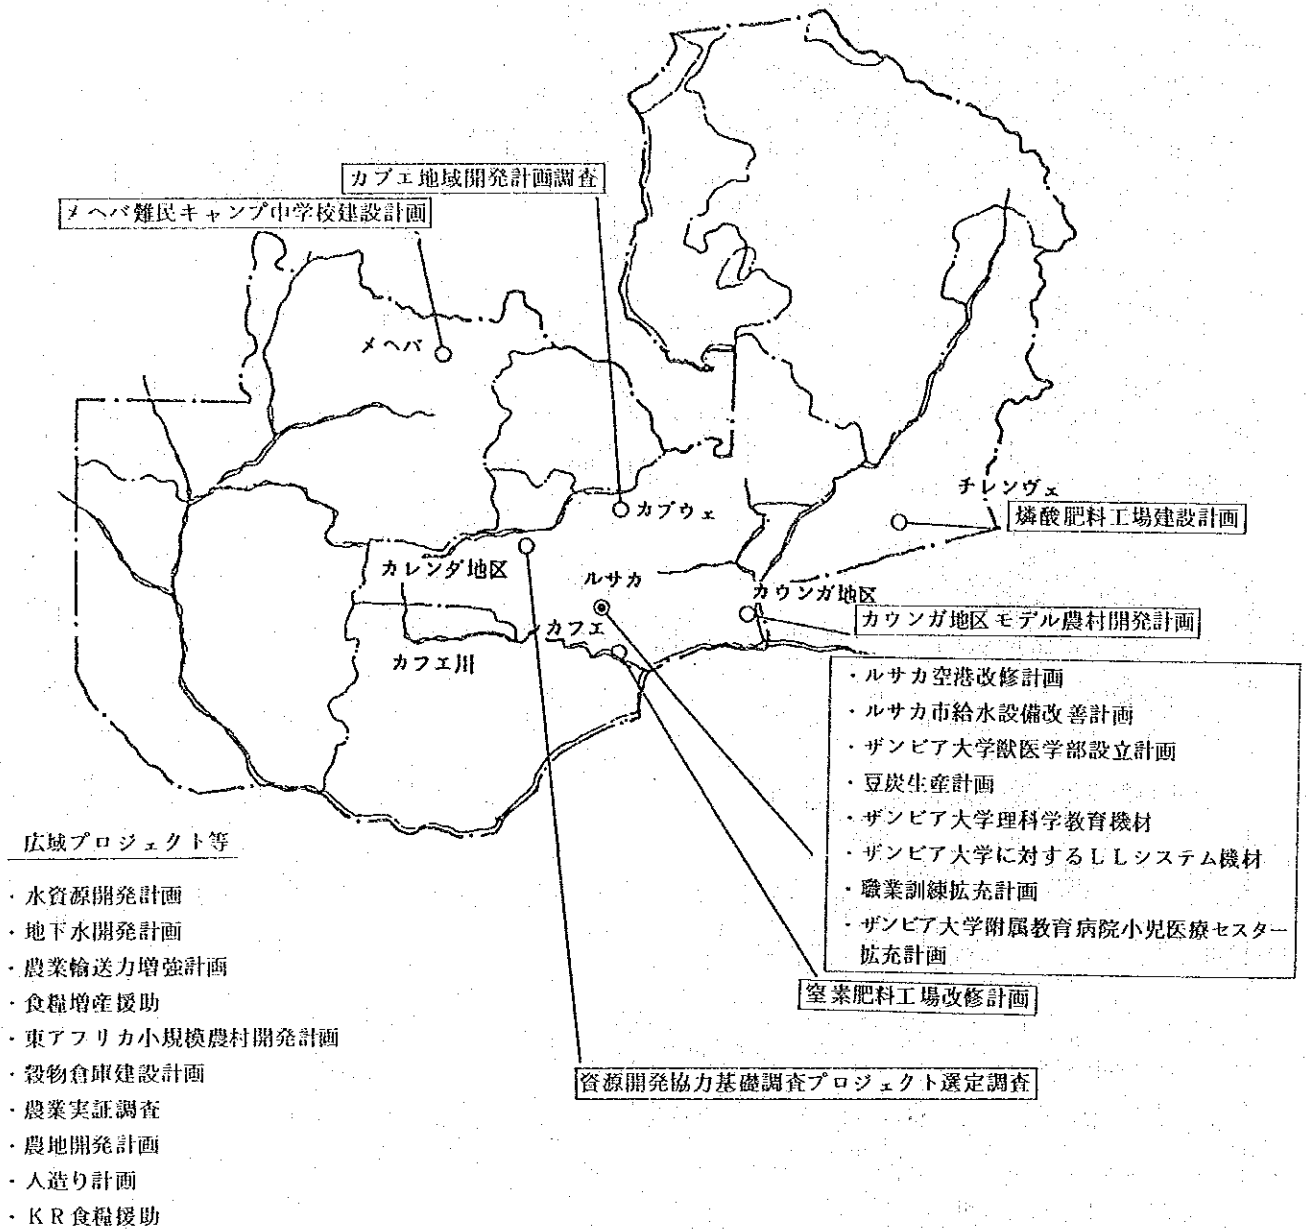 カブエ地域開発計画調査
メヘバ難民キャンプ中学校建設計画
メヘバ
チレンヴェ
カブウェ
燐酸肥料工場建設計画
カレンダ地区
ルサカ
カウンガ地区
カウンガ地区モデル農村開発計画
カフエ
カフエ川
・ルサカ空港改修計画
・ルサカ市給水設備改善計画
・ザンビア大学獣医学部設立計画
・豆炭生産計画
・ザンビア大学理科学教育機材
・ザンビア大学に対するLLシステム機材
・職業訓練拡充計画
・ザンビア大学附属教育病院小児医療セスター
拡充計画
窒素肥料工場改修計画
資源開発協力基礎調査プロジェクト選定調査
広域プロジェクト等
・水資源開発計画
・地下水開発計画
・農業輸送力増強計画
・食糧増産援助
・東アフリカ小規模農村開発計画
・穀物倉庫建設計画
・農業実証調査
・農地開発計画
・人造り計画
・KR食糧援助